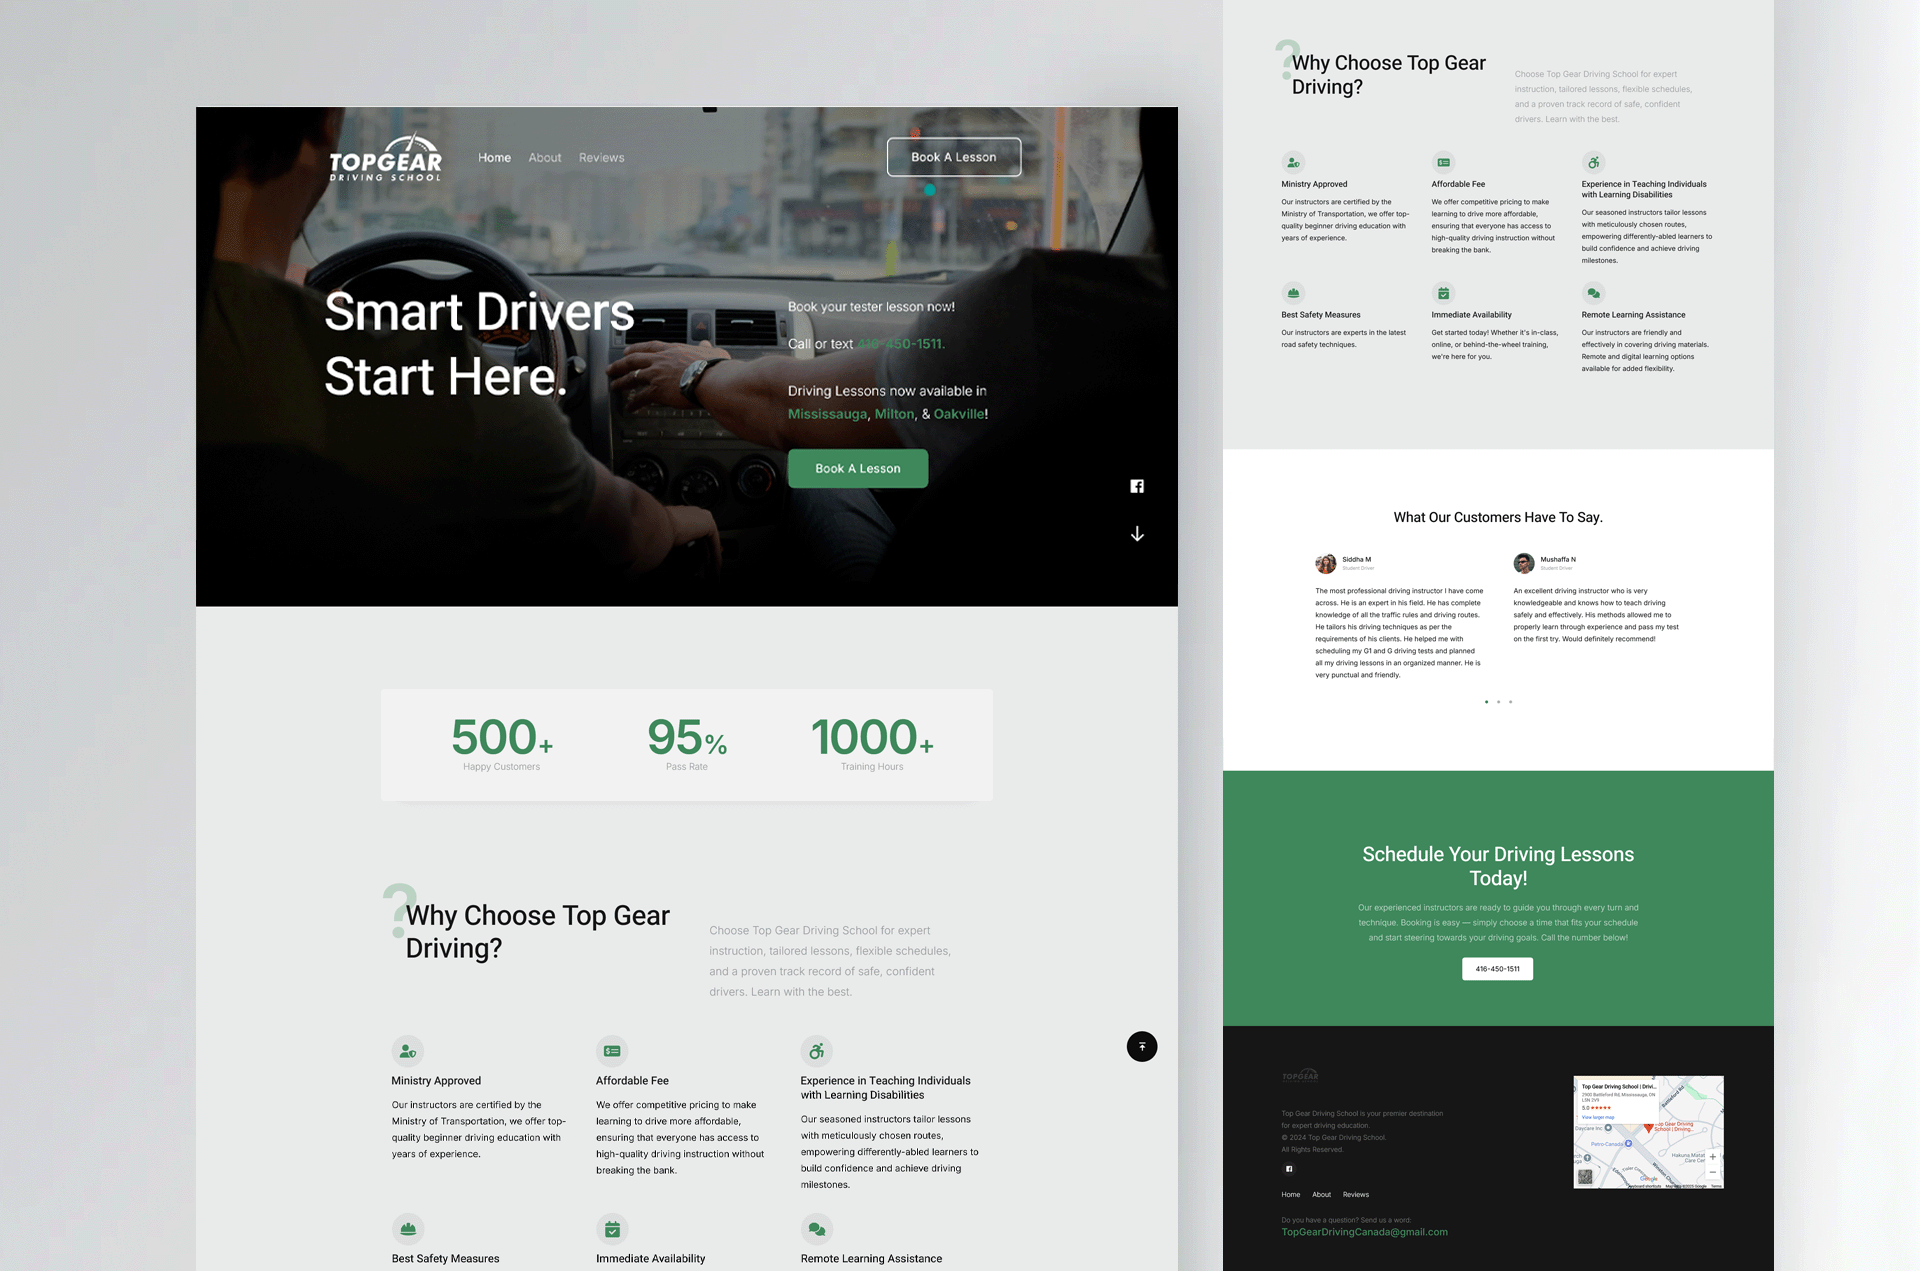 TOPGEAR
DRIVING SCHOOL
Home
About
Reviews
Book A Lesson
Smart Drivers
Start Here.
Book your tester lesson now!
Call or text 416-450-1511.
Driving Lessons now available in
Mississauga, Milton, & Oakville!
Book A Lesson
500+
Happy Customers
95%
Pass Rate
1000+
Training Hours
?
Why Choose Top Gear
Driving?
Choose Top Gear Driving School for expert
instruction, tailored lessons, flexible schedules,
and a proven track record of safe, confident
drivers. Learn with the best.
Ministry Approved
Our instructors are certified by the
Ministry of Transportation, we offer top-
quality beginner driving education with
years of experience.
Affordable Fee
We offer competitive pricing to make
learning to drive more affordable,
ensuring that everyone has access to
high-quality driving instruction without
breaking the bank.
Experience in Teaching Individuals
with Learning Disabilities
Our seasoned instructors tailor lessons
with meticulously chosen routes,
empowering differently-abled learners to
build confidence and achieve driving
milestones.
Best Safety Measures
Immediate Availability
Remote Learning Assistance
?
Why Choose Top Gear
Driving?
Choose Top Gear Driving School for expert
instruction, tailored lessons, flexible schedules,
and a proven track record of safe, confident
drivers. Learn with the best.
Ministry Approved
Our instructors are certified by the
Ministry of Transportation, we offer top-
quality beginner driving education with
years of experience.
Affordable Fee
We offer competitive pricing to make
learning to drive more affordable,
ensuring that everyone has access to
high-quality driving instruction without
breaking the bank.
Experience in Teaching Individuals
with Learning Disabilities
Our seasoned instructors tailor lessons
with meticulously chosen routes,
empowering differently-abled learners to
build confidence and achieve driving
milestones.
Best Safety Measures
Our instructors are experts in the latest
road safety techniques.
Immediate Availability
Get started today! Whether it's in-class,
online, or behind-the-wheel training,
we're here for you.
Remote Learning Assistance
Our instructors are friendly and
effectively in covering driving materials.
Remote and digital learning options
available for added flexibility.
What Our Customers Have To Say.
Siddha M
Student Driver
The most professional driving instructor I have come
across. He is an expert in his field. He has complete
knowledge of all the traffic rules and driving routes.
He tailors his driving techniques as per the
requirements of his clients. He helped me with
scheduling my G1 and G driving tests and planned
all my driving lessons in an organized manner. He is
very punctual and friendly.
Mushaffa N
Student Driver
An excellent driving instructor who is very
knowledgeable and knows how to teach driving
safely and effectively. His methods allowed me to
properly learn through experience and pass my test
on the first try. Would definitely recommend!
Schedule Your Driving Lessons
Today!
Our experienced instructors are ready to guide you through every turn and
technique. Booking is easy — simply choose a time that fits your schedule
and start steering towards your driving goals. Call the number below!
416-450-1511
TOPGEAR
Top Gear Driving School is your premier destination
for expert driving education.
© 2024 Top Gear Driving School.
All Rights Reserved.
Home
About
Reviews
Do you have a question? Send us a word:
TopGearDrivingCanada@gmail.com
Top Gear Driving School | Drivi...
2500 Battleford Rd, Mississauga, ON
5.0
View larger map
Battleford Rd
Daycare Inc.
Top Gear Driving
School | Driving...
Petro-Canada
Hakuna Matat
Care Cen
Google
Keyboard shortcuts
Terms